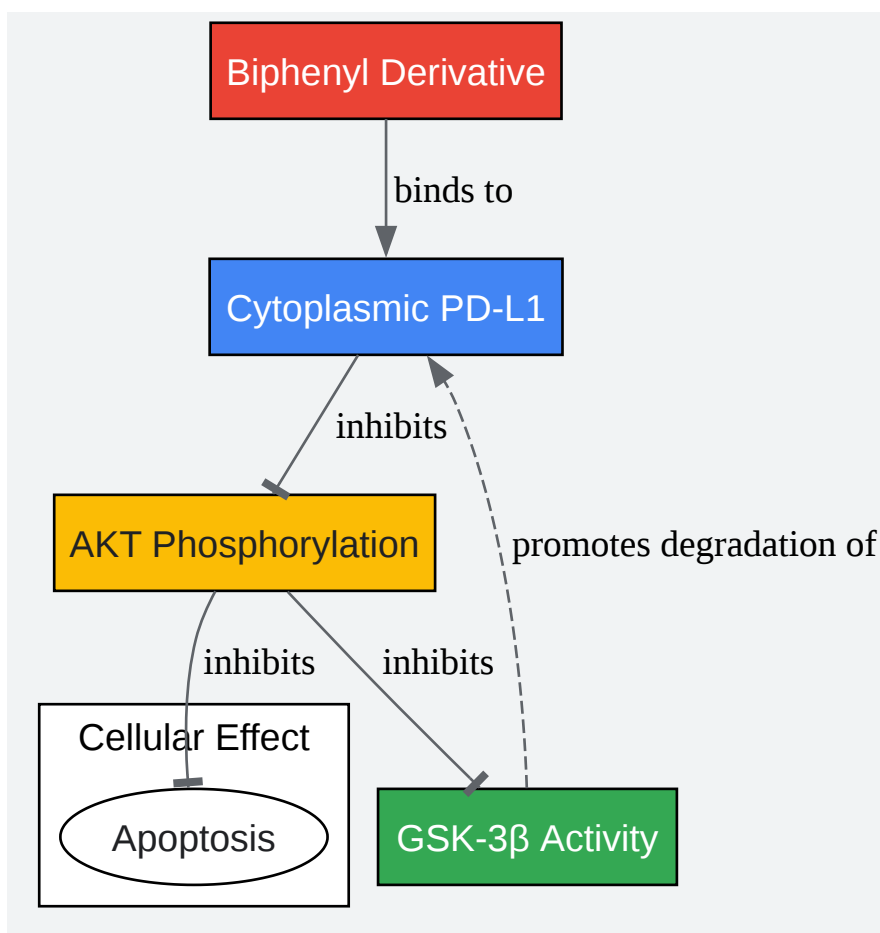 Biphenyl Derivative
binds to
Cytoplasmic PD-L1
inhibits
AKT Phosphorylation
promotes degradation of
inhibits
inhibits
Cellular Effect
Apoptosis
GSK-3β Activity